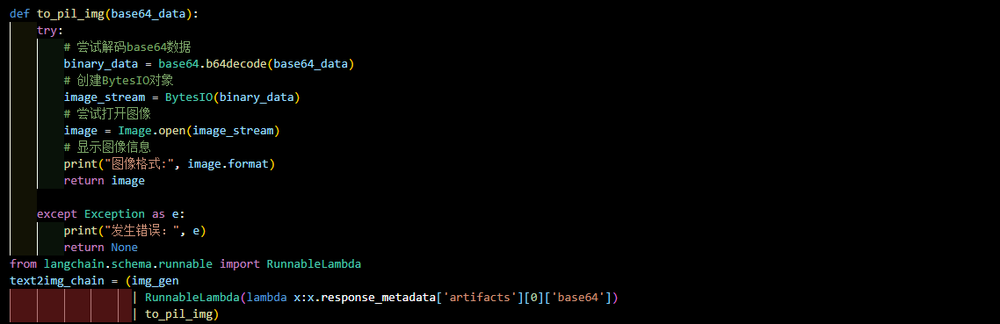 def to_pil_img(base64_data):
    try:
        # 尝试解码base64数据
        binary_data = base64.b64decode(base64_data)
        # 创建BytesIO对象
        image_stream = BytesIO(binary_data)
        # 尝试打开图像
        image = Image.open(image_stream)
        # 显示图像信息
        print("图像格式:", image.format)
        return image

    except Exception as e:
        print("发生错误：", e)
        return None
from langchain.schema.runnable import RunnableLambda
text2img_chain = (img_gen
                  | RunnableLambda(lambda x:x.response_metadata['artifacts'][0]['base64'])
                  | to_pil_img)